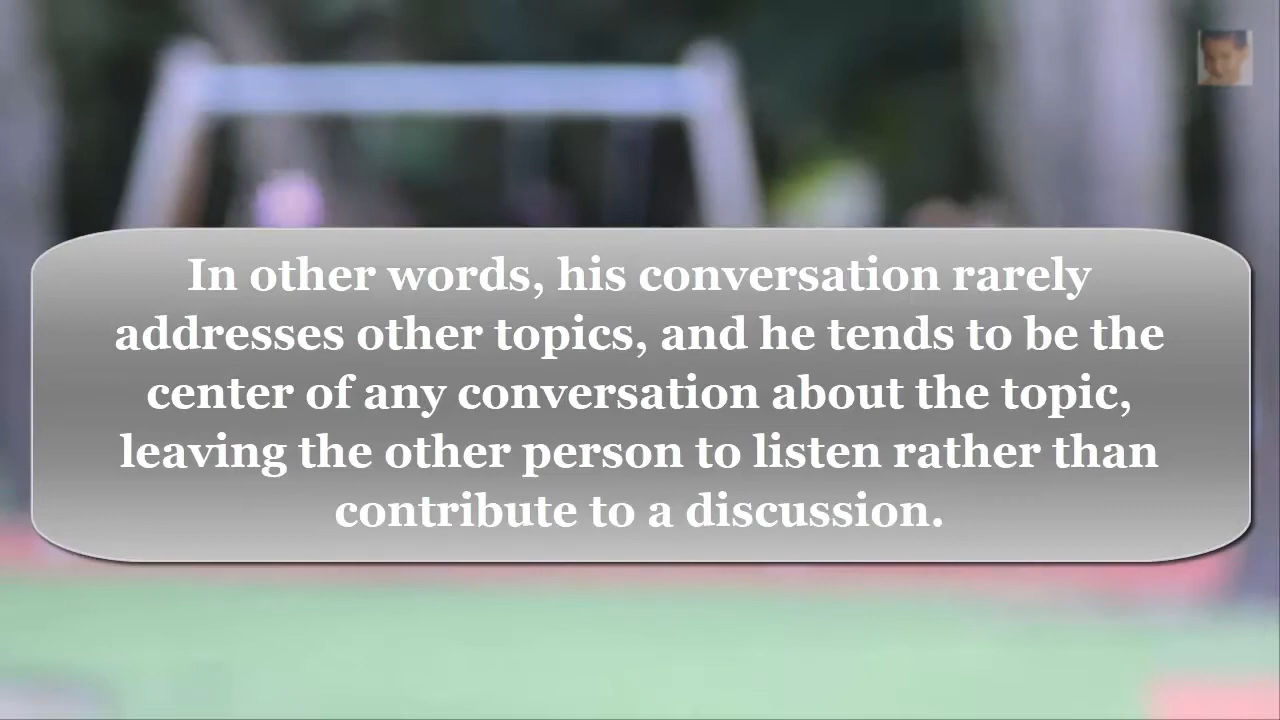 In other words, his conversation rarely
addresses other topics, and he tends to be the
center of any conversation about the topic,
leaving the other person to listen rather than
contribute to a discussion.